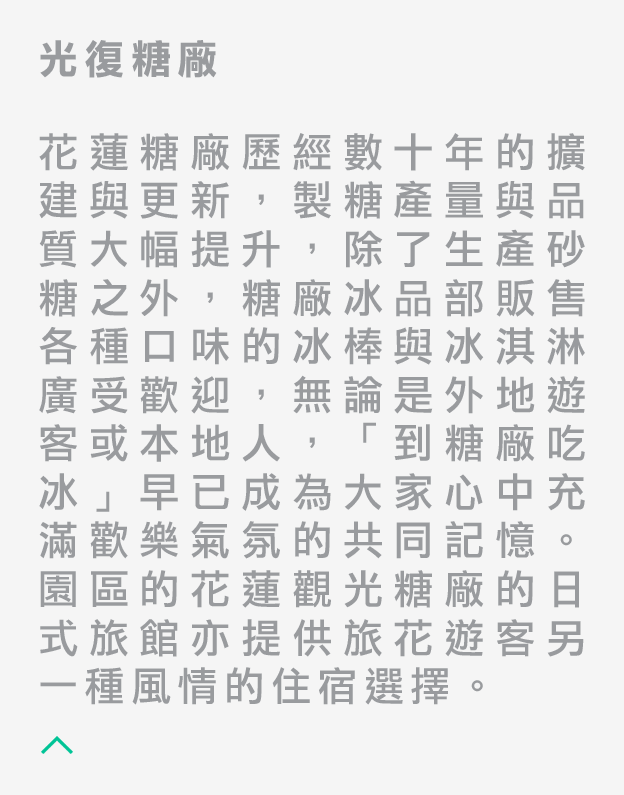 光復糖廠
花蓮糖廠歷經數十年的擴
建與更新，製糖產量與品
質大幅提升，除了生產砂
糖之外，糖廠冰品部販售
各種口味的冰棒與冰淇淋
廣受歡迎，無論是外地遊
客或本地人，「到糖廠吃
冰」早已成為大家心中充
滿歡樂氣氛的共同記憶。
園區的花蓮觀光糖廠的日
式旅館亦提供旅花遊客另
一種風情的住宿選擇。